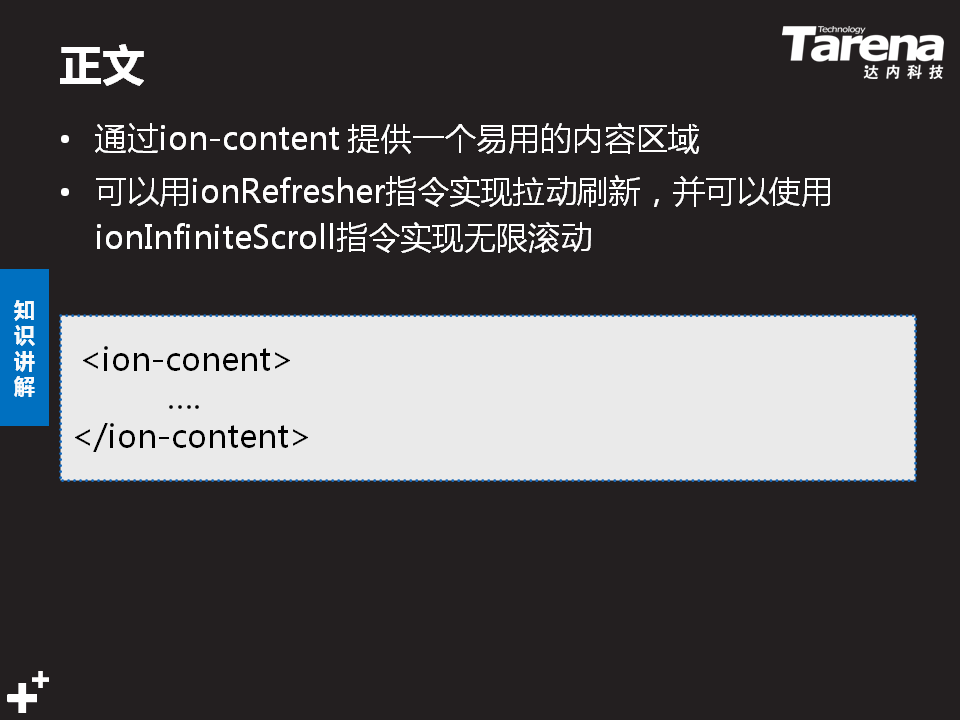 Technology
Tarena
达内科技
正文
• 通过ion-content 提供一个易用的内容区域
• 可以用ionRefresher指令实现拉动刷新，并可以使用
ionInfiniteScroll指令实现无限滚动
知识讲解
<ion-conent>
....
</ion-content>